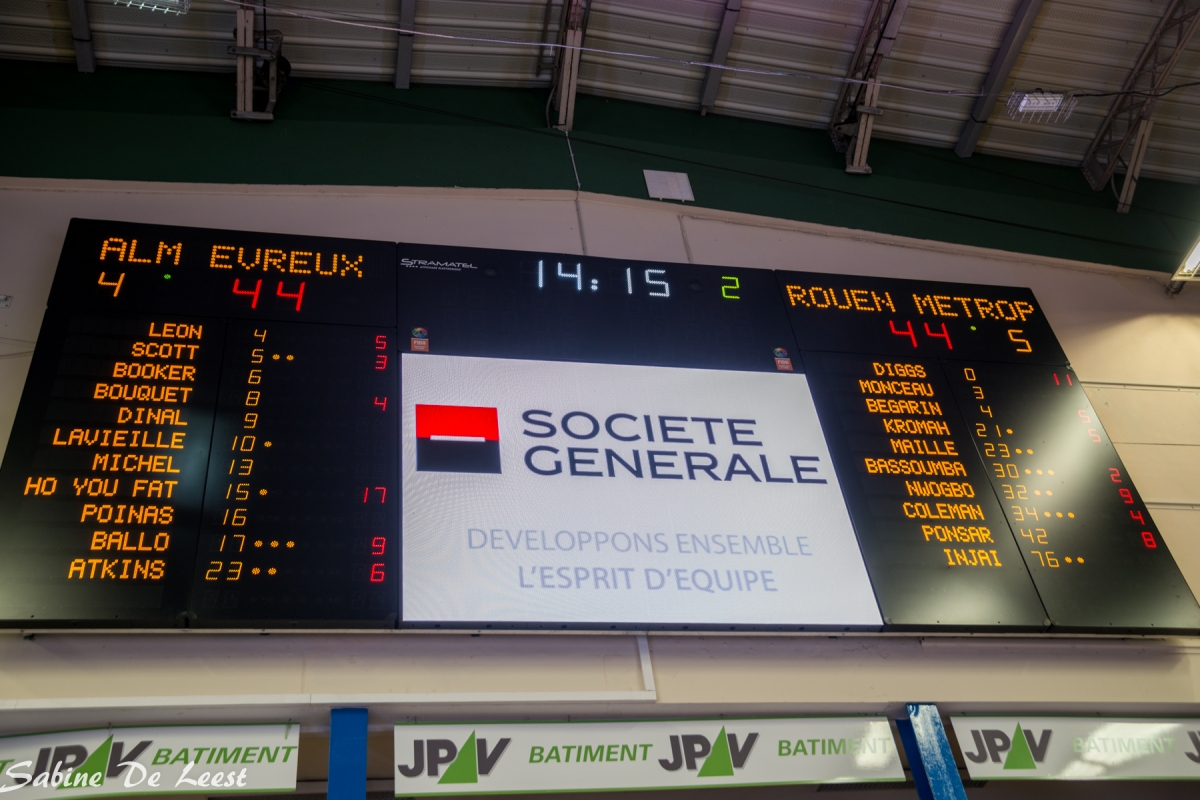 ALM EVREUX
4 44
LEON 4 5
SCOTT 5 •• 3
BOOKER 6
BOUQUET 8 4
DINAL 9
LAVIEILLE 10 •
MICHEL 13
HO YOU FAT 15 • 17
POINAS 16
BALLO 17 ••• 9
ATKINS 23 •• 6
STRAMATEL
14:15 2
SOCIETE
GENERALE
DEVELOPPONS ENSEMBLE
L'ESPRIT D'EQUIPE
ROUEN METROP
44 5
DIGGS 0 11
MONCEAU 3
BEGARIN 4 5
KROMAH 21 • 5
MAILLE 23 ••
BASSOUMBA 30 ••• 2
NWOGBO 32 •• 9
COLEMAN 34 ••• 4
PONSAR 42 8
INJAI 76 ••
JPV BATIMENT
JPV BATIMENT JPV BATIMENT
JPV BATIMENT
Sabine De Leest